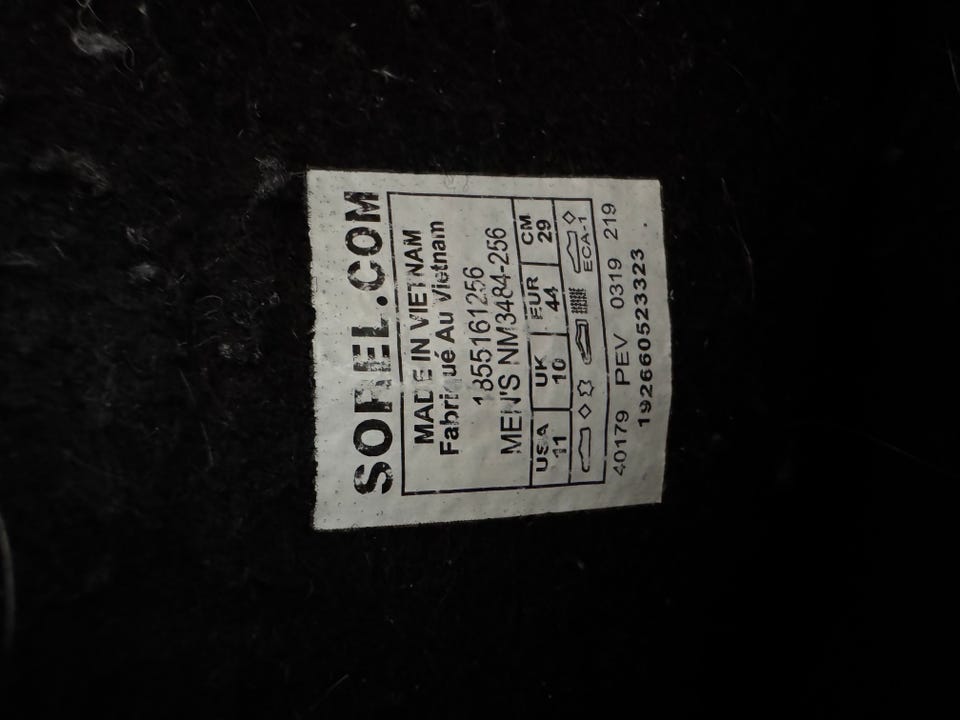 SOREL.COM
MADE IN VIETNAM
Fabriqué Au Vietnam
1855161256
MEN'S NM3484-256
USA UK EUR CM
11 10 44 29
ECA-1
40179 PEV 0319 219
192660523323